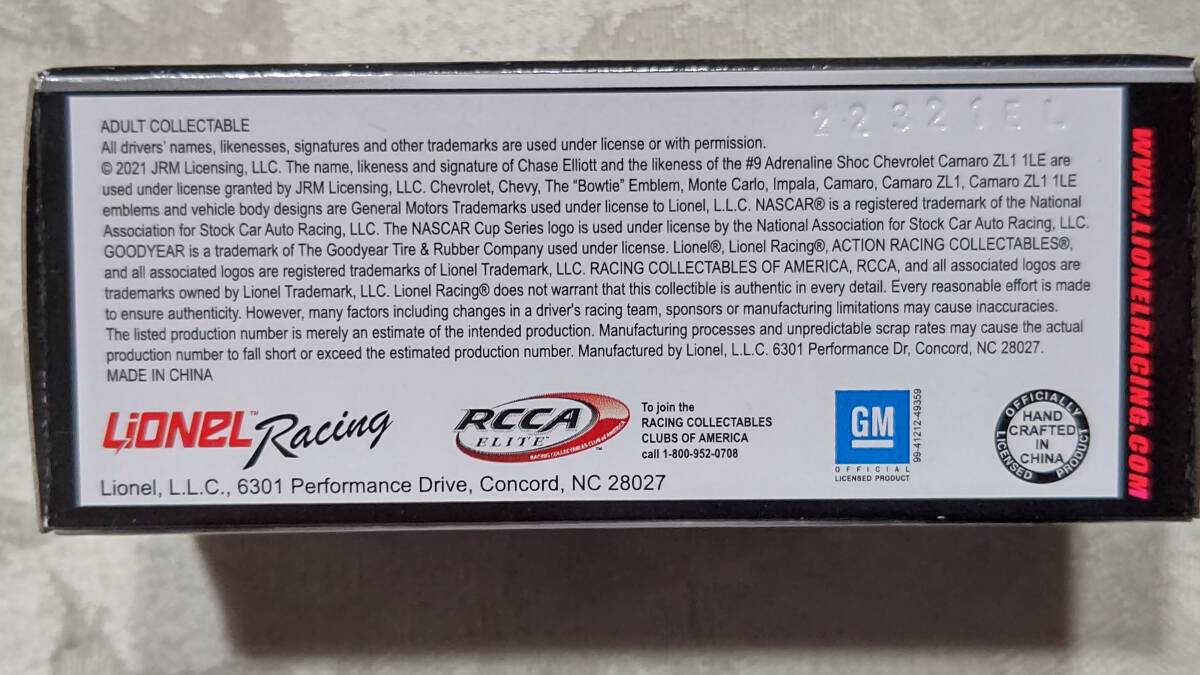 22321EL
ADULT COLLECTABLE
All drivers' names, likenesses, signatures and other trademarks are used under license or with permission.
© 2021 JRM Licensing, LLC. The name, likeness and signature of Chase Elliott and the likeness of the #9 Adrenaline Shoc Chevrolet Camaro ZL1 1LE are
used under license granted by JRM Licensing, LLC. Chevrolet, Chevy, The "Bowtie" Emblem, Monte Carlo, Impala, Camaro, Camaro ZL1, Camaro ZL1 1LE
emblems and vehicle body designs are General Motors Trademarks used under license to Lionel, L.L.C. NASCAR® is a registered trademark of the National
Association for Stock Car Auto Racing, LLC. The NASCAR Cup Series logo is used under license by the National Association for Stock Car Auto Racing, LLC.
GOODYEAR is a trademark of The Goodyear Tire & Rubber Company used under license. Lionel®, Lionel Racing®, ACTION RACING COLLECTABLES®,
and all associated logos are registered trademarks of Lionel Trademark, LLC. RACING COLLECTABLES OF AMERICA, RCCA, and all associated logos are
trademarks owned by Lionel Trademark, LLC. Lionel Racing® does not warrant that this collectible is authentic in every detail. Every reasonable effort is made
to ensure authenticity. However, many factors including changes in a driver's racing team, sponsors or manufacturing limitations may cause inaccuracies.
The listed production number is merely an estimate of the intended production. Manufacturing processes and unpredictable scrap rates may cause the actual
production number to fall short or exceed the estimated production number. Manufactured by Lionel, L.L.C. 6301 Performance Dr, Concord, NC 28027.
MADE IN CHINA
LIONEL™ Racing
RCCA
ELITE™
RACING COLLECTABLES CLUB of AMERICA™
To join the
RACING COLLECTABLES
CLUBS OF AMERICA
call 1-800-952-0708
GM
OFFICIAL
LICENSED PRODUCT
99-41212-49359
OFFICIALLY LICENSED PRODUCT
HAND
CRAFTED
IN
CHINA
Lionel, L.L.C., 6301 Performance Drive, Concord, NC 28027
WWW.LIONELRACING.COM